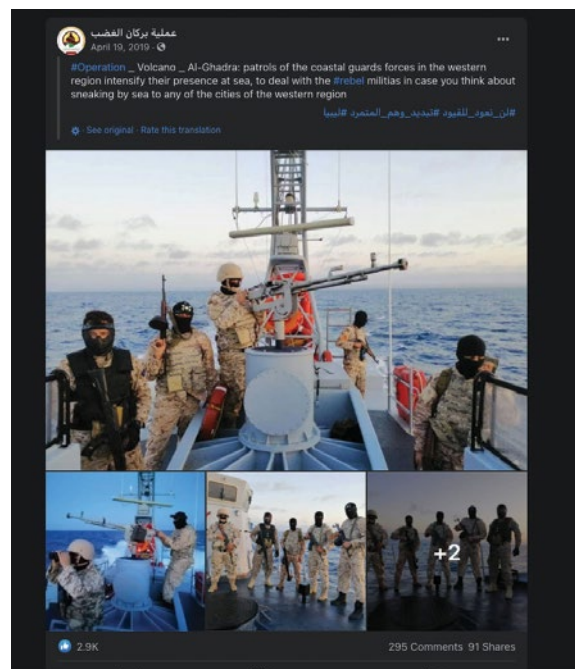 عملية بركان الغضب
April 19, 2019 ·
#Operation _ Volcano _ Al-Ghadra: patrols of the coastal guards forces in the western
region intensify their presence at sea, to deal with the #rebel militias in case you think about
sneaking by sea to any of the cities of the western region
#لن_نعود_للقيود #تبديد_وهم_المتمرد #ليبيا
· See original · Rate this translation
+2
2.9K 295 Comments 91 Shares